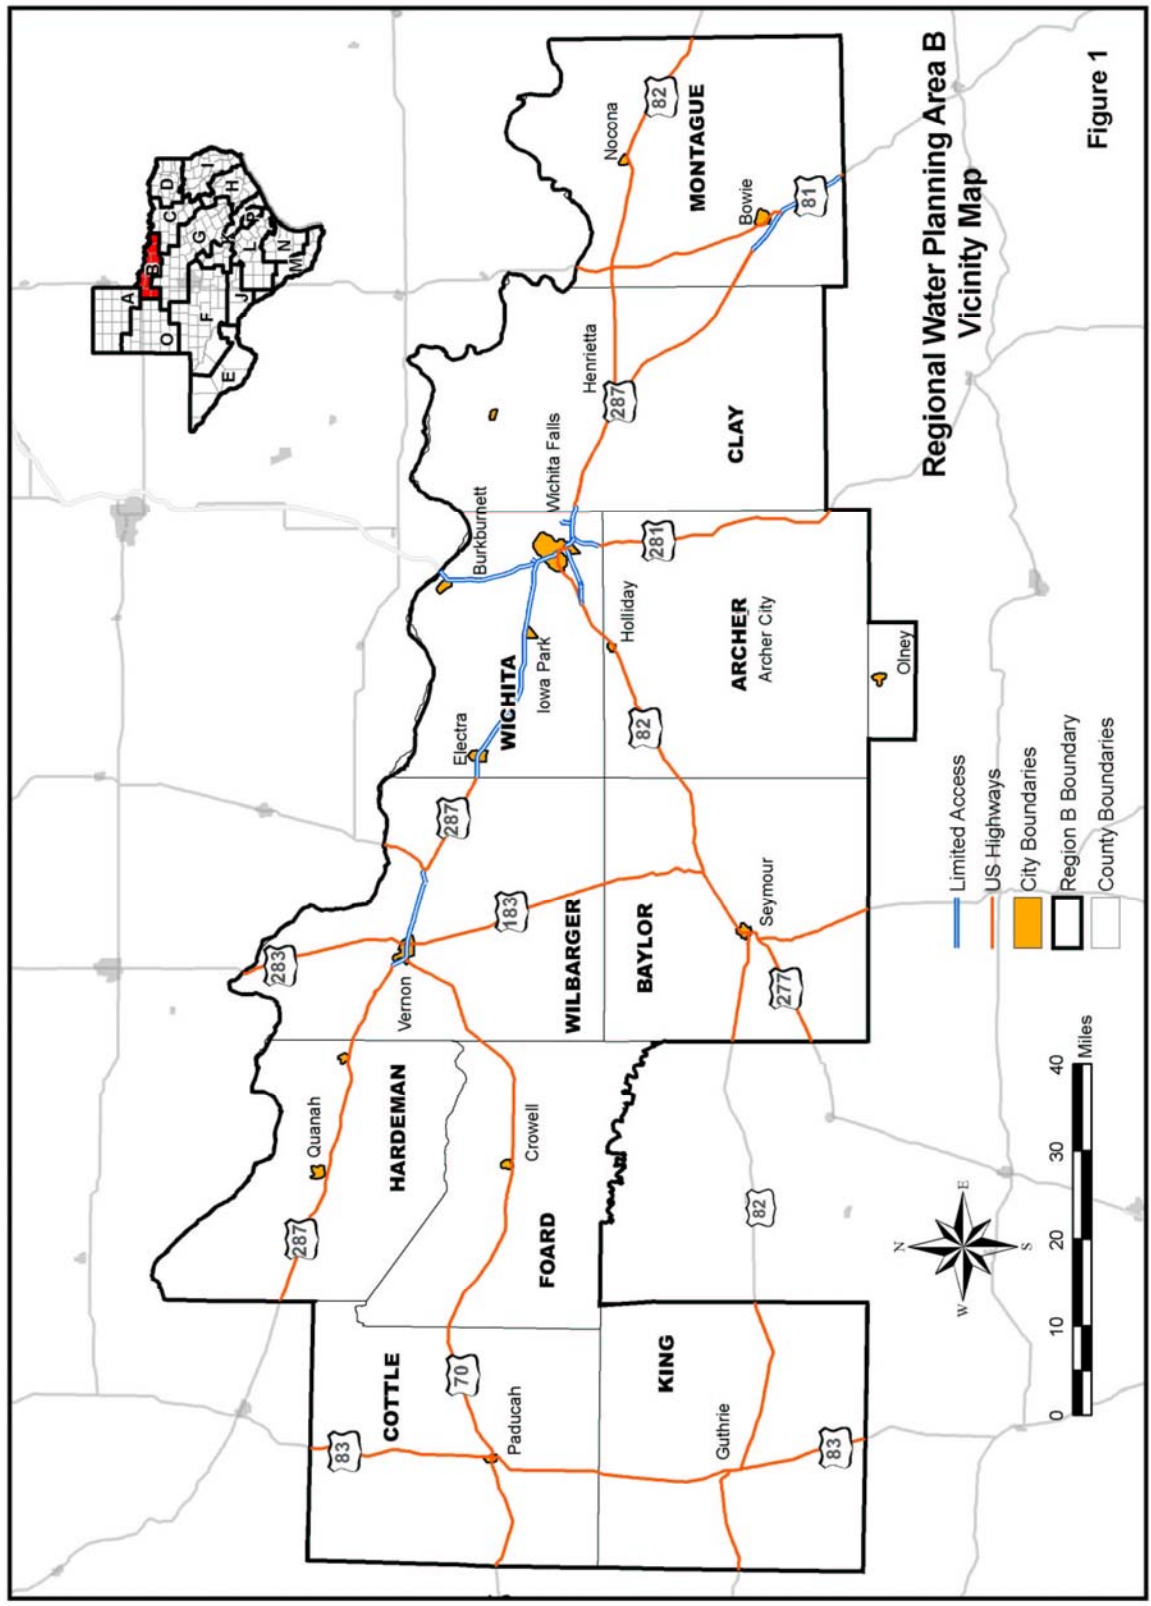 A
B
C
D
E
F
G
H
I
J
K
L
M
N
O
P
283
287
287
287
83
70
183
82
82
82
281
81
277
83
Nocona
MONTAGUE
Bowie
Henrietta
CLAY
Wichita Falls
Burkburnett
Holliday
ARCHER
Archer City
Olney
WICHITA
Iowa Park
Electra
Vernon
WILBARGER
BAYLOR
Seymour
Quanah
HARDEMAN
Crowell
FOARD
COTTLE
Paducah
KING
Guthrie
Regional Water Planning Area B
Vicinity Map
Figure 1
Limited Access
US Highways
City Boundaries
Region B Boundary
County Boundaries
N
W
E
S
0 10 20 30 40
Miles